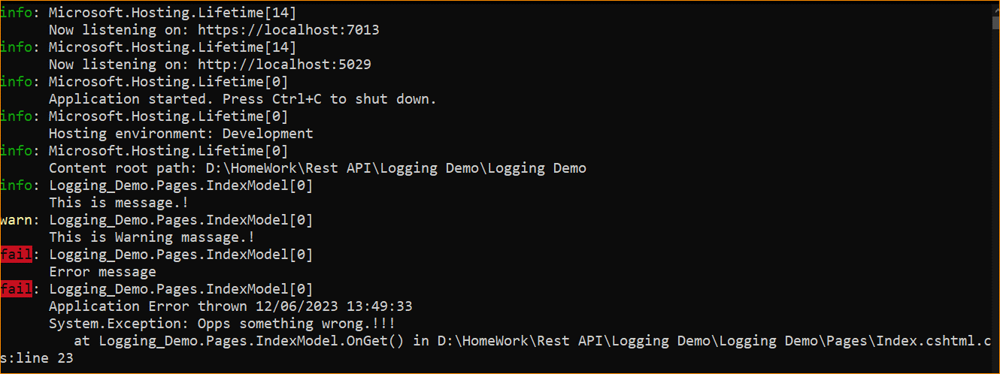 info: Microsoft.Hosting.Lifetime[14]
Now listening on: https://localhost:7013
info: Microsoft.Hosting.Lifetime[14]
Now listening on: http://localhost:5029
info: Microsoft.Hosting.Lifetime[0]
Application started. Press Ctrl+C to shut down.
info: Microsoft.Hosting.Lifetime[0]
Hosting environment: Development
info: Microsoft.Hosting.Lifetime[0]
Content root path: D:\HomeWork\Rest API\Logging Demo\Logging Demo
info: Logging_Demo.Pages.IndexModel[0]
This is message.!
warn: Logging_Demo.Pages.IndexModel[0]
This is Warning massage.!
fail: Logging_Demo.Pages.IndexModel[0]
Error message
fail: Logging_Demo.Pages.IndexModel[0]
Application Error thrown 12/06/2023 13:49:33
System.Exception: Opps something wrong.!!!
at Logging_Demo.Pages.IndexModel.OnGet() in D:\HomeWork\Rest API\Logging Demo\Logging Demo\Pages\Index.cshtml.c
s:line 23